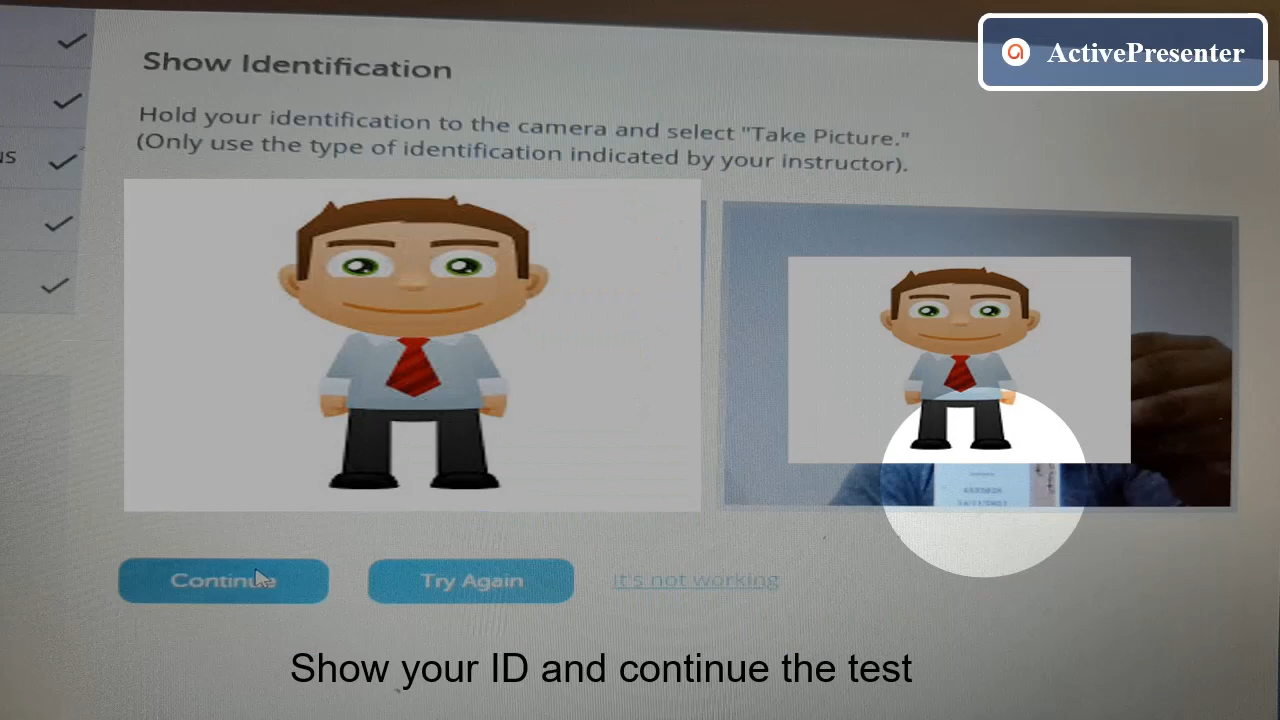 ActivePresenter
Show Identification
Hold your identification to the camera and select "Take Picture."
(Only use the type of identification indicated by your instructor).
Continue
Try Again
It's not working
Show your ID and continue the test